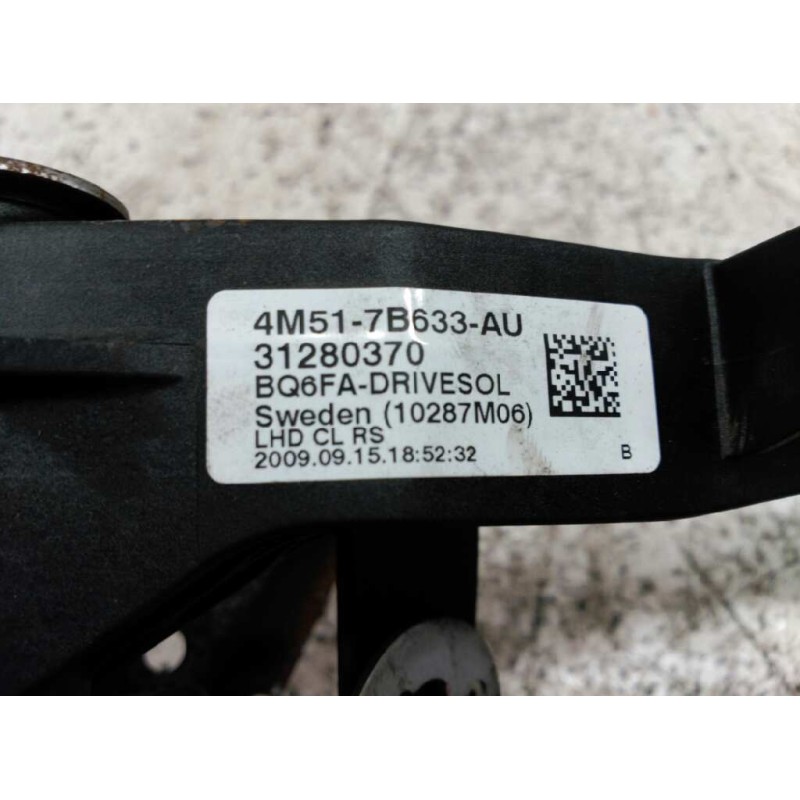 4M51-7B633-AU
31280370
BQ6FA-DRIVESOL
Sweden (10287M06)
LHD CL RS
2009.09.15.18:52:32
B